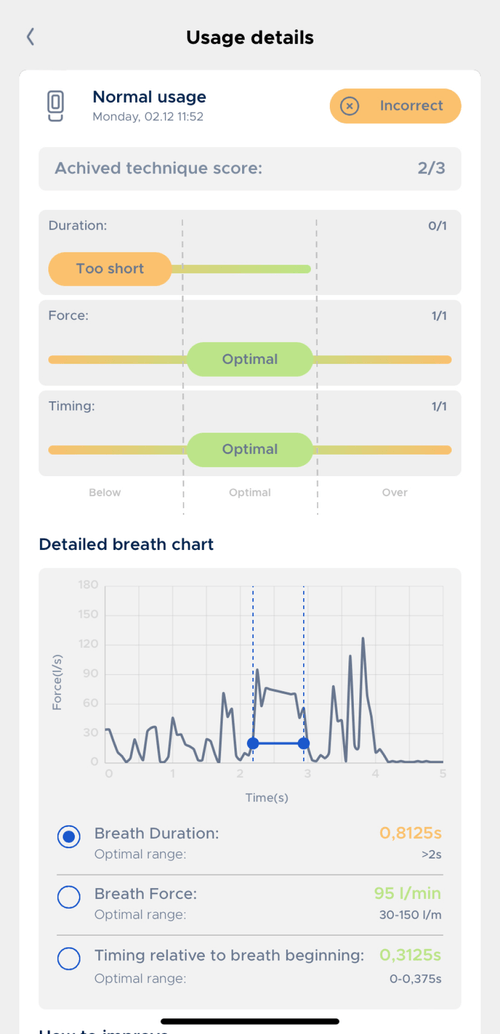 Usage details
Normal usage
Monday, 02.12 11:52
Incorrect
Achived technique score:
2/3
Duration:
0/1
Too short
Force:
1/1
Optimal
Timing:
1/1
Optimal
Below
Optimal
Over
Detailed breath chart
180
150
120
90
60
30
0
Force(l/s)
0
1
2
3
4
5
Time(s)
Breath Duration:
0,8125s
Optimal range:
>2s
Breath Force:
95 l/min
Optimal range:
30-150 l/m
Timing relative to breath beginning:
0,3125s
Optimal range:
0-0,375s
How to improve